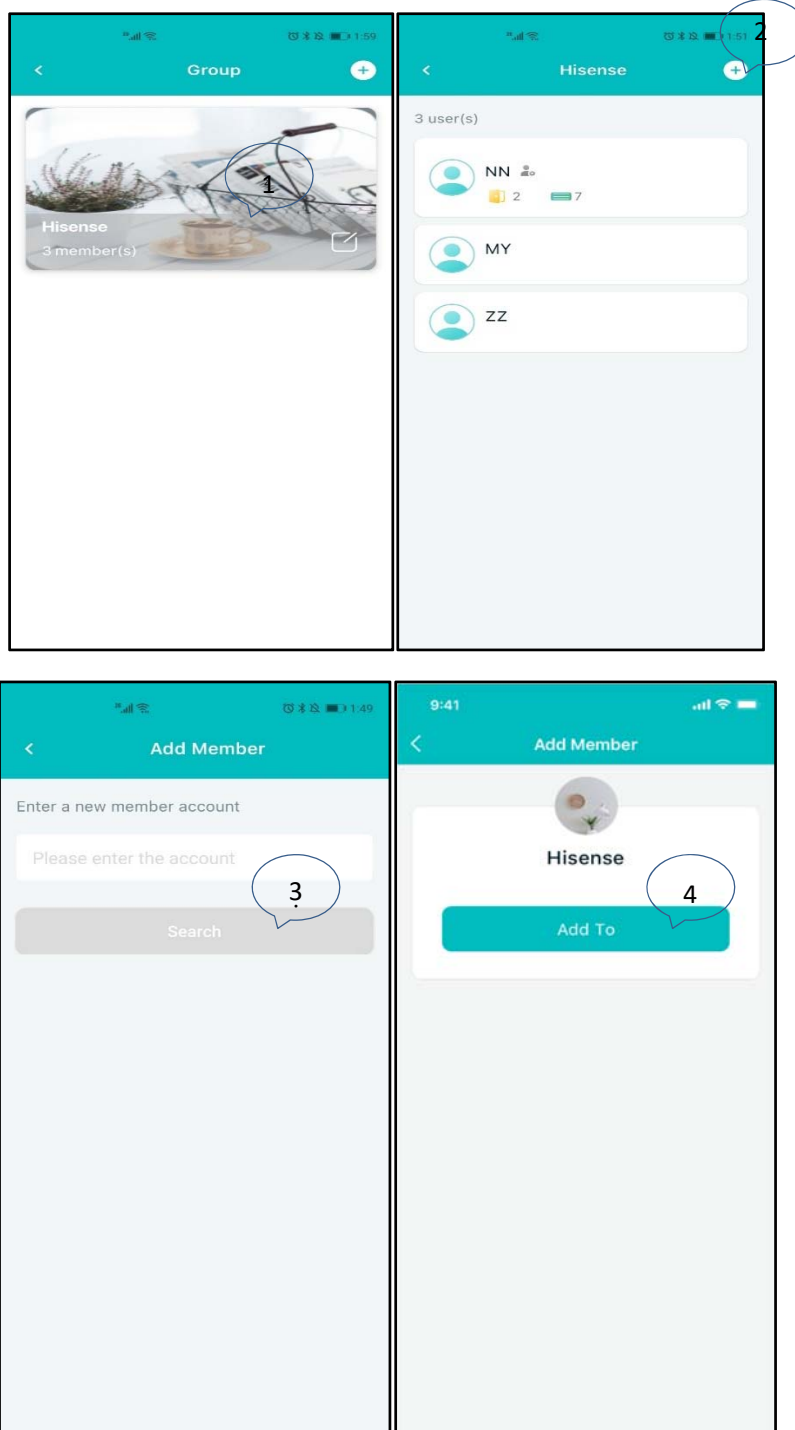 1:59
< Group +
1
Hisense
3 member(s)
1:51
2
< Hisense +
3 user(s)
NN
2 7
MY
ZZ
1:49
< Add Member
Enter a new member account
Please enter the account
3.
Search
9:41
< Add Member
Hisense
4
Add To